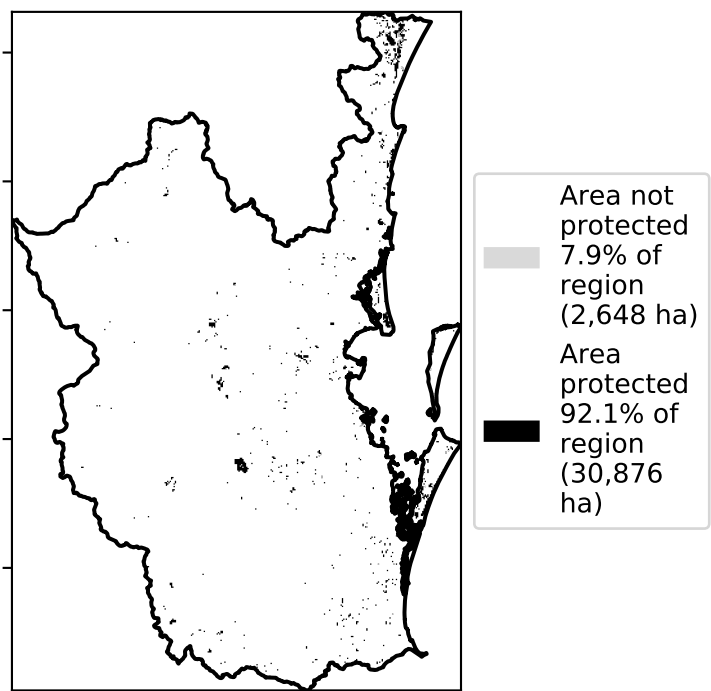 Area not
protected
7.9% of
region
(2,648 ha)
Area
protected
92.1% of
region
(30,876
ha)